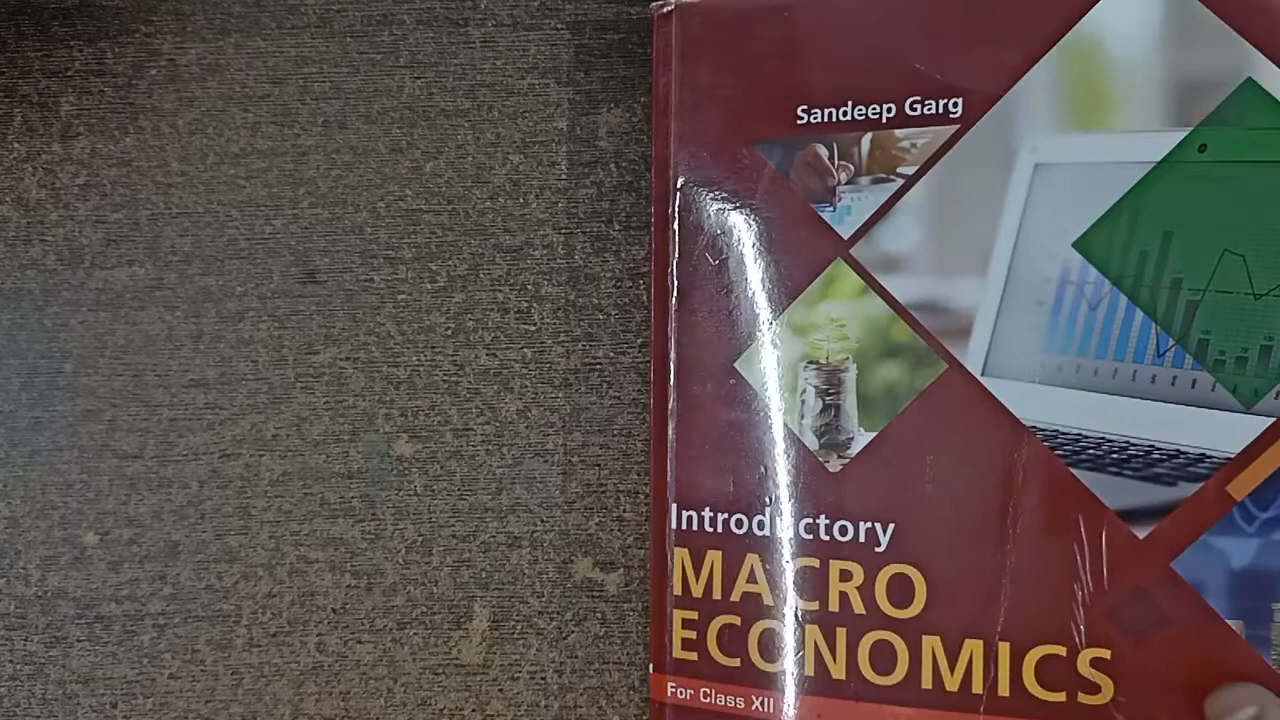 Sandeep Garg
Introductory
MACRO
ECONOMICS
For Class XII